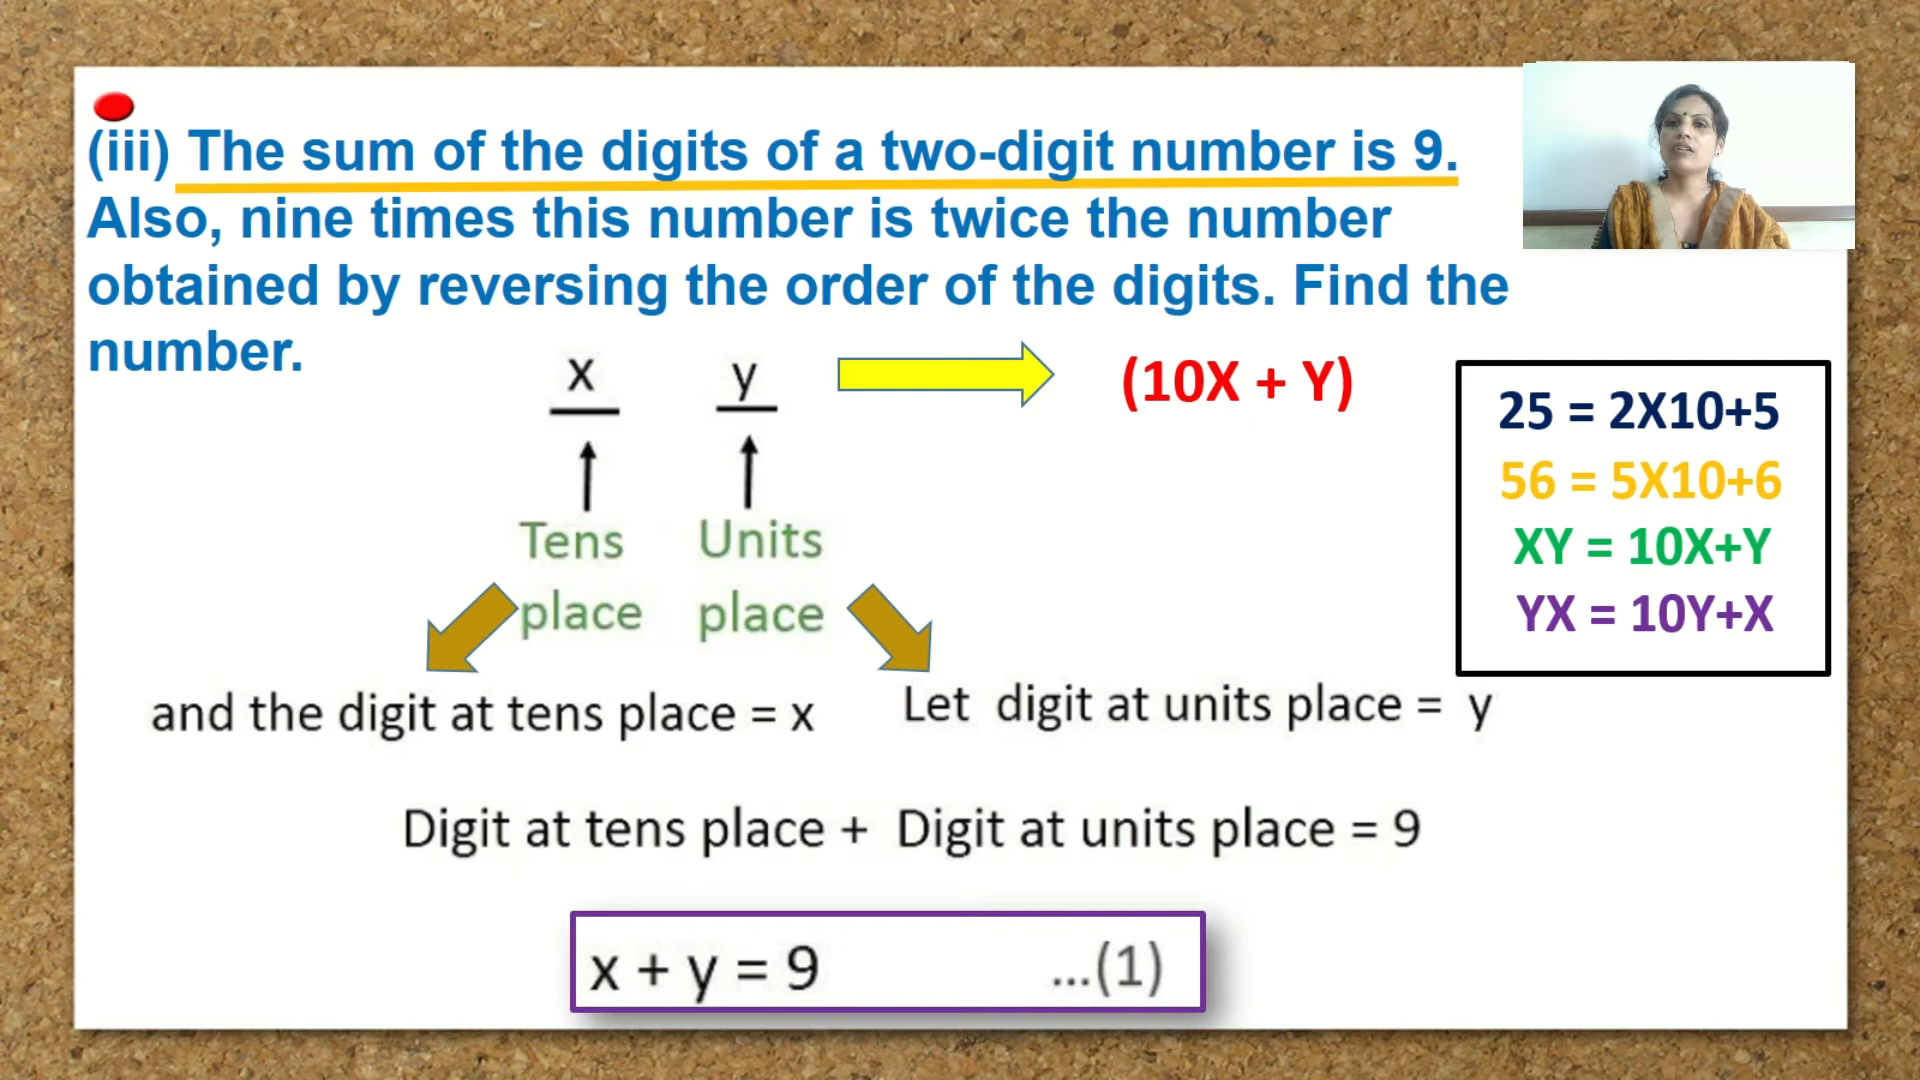 (iii) The sum of the digits of a two-digit number is 9.
Also, nine times this number is twice the number
obtained by reversing the order of the digits. Find the
number.
x y (10X + Y)
Tens Units
place place
25 = 2X10+5
56 = 5X10+6
XY = 10X+Y
YX = 10Y+X
and the digit at tens place = x
Let digit at units place = y
Digit at tens place + Digit at units place = 9
x + y = 9 ...(1)